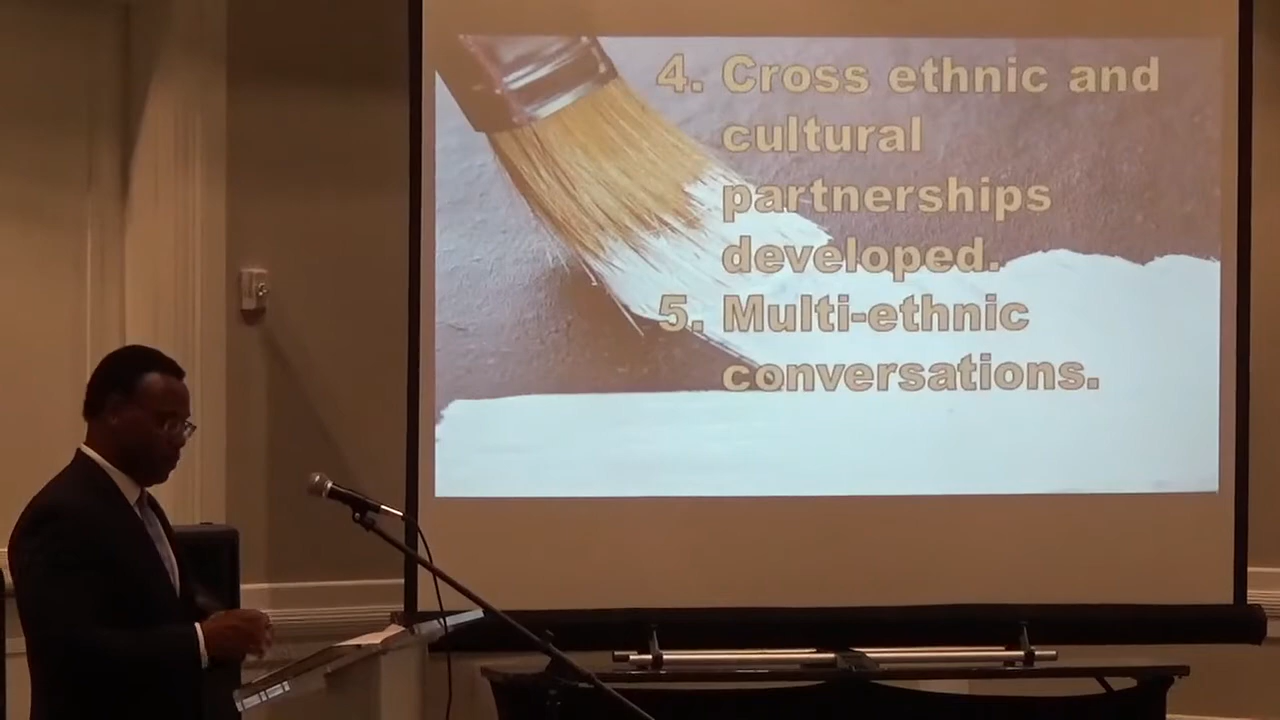 4. Cross ethnic and
cultural
partnerships
developed.
5. Multi-ethnic
conversations.